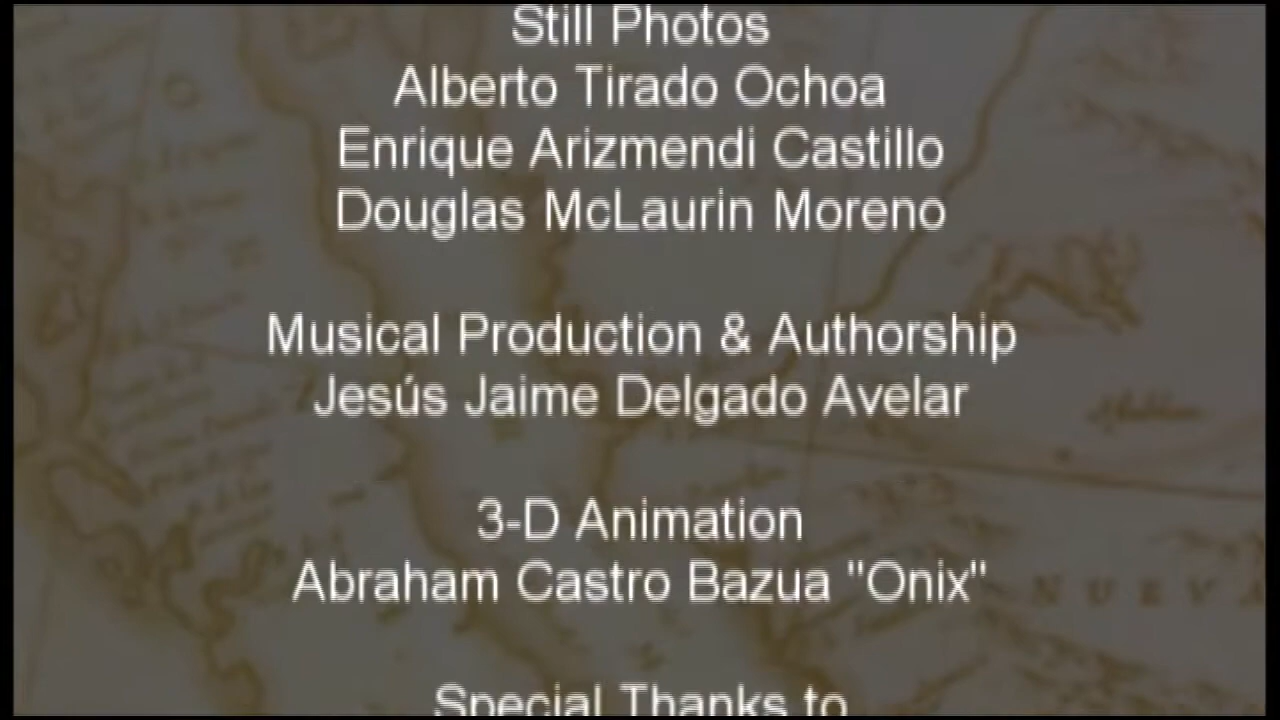 Still Photos
Alberto Tirado Ochoa
Enrique Arizmendi Castillo
Douglas McLaurin Moreno
Musical Production & Authorship
Jesús Jaime Delgado Avelar
3-D Animation
Abraham Castro Bazua "Onix"
NUEVA
Special Thanks to